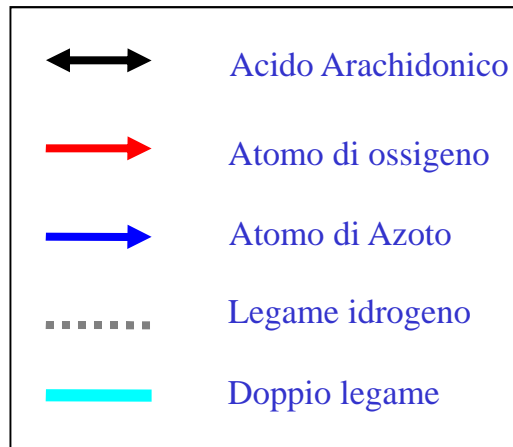 Acido Arachidonico
Atomo di ossigeno
Atomo di Azoto
Legame idrogeno
Doppio legame